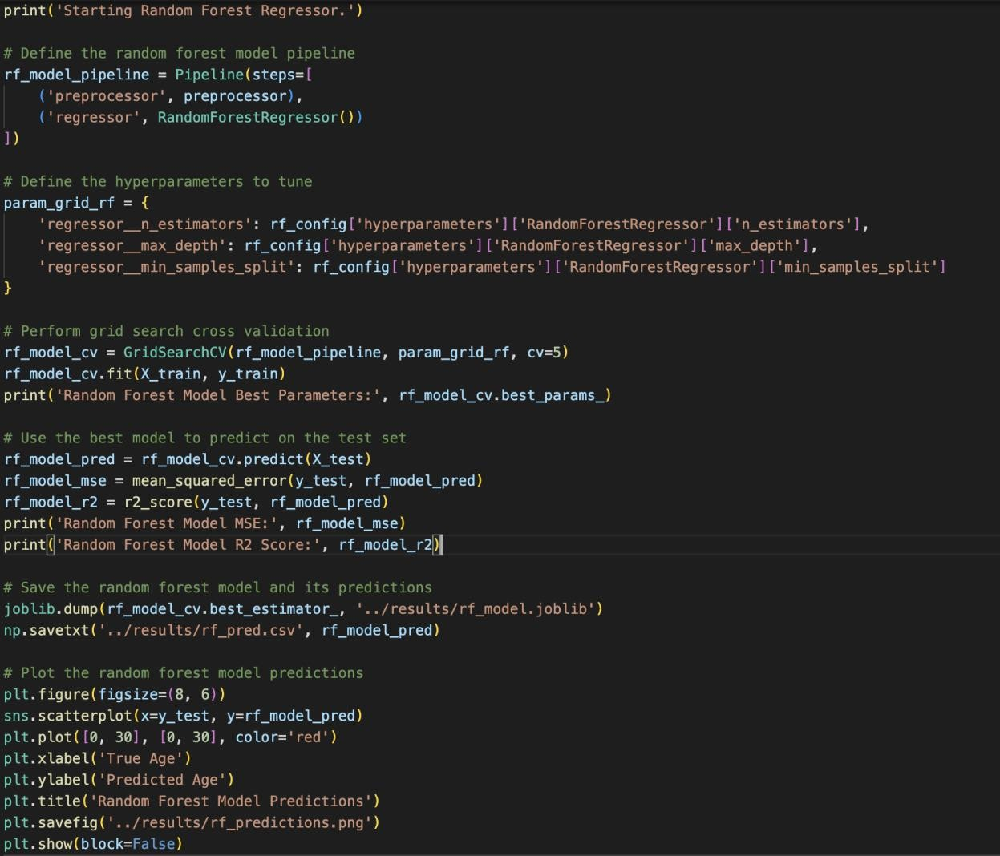 print('Starting Random Forest Regressor.')
# Define the random forest model pipeline
rf_model_pipeline = Pipeline(steps=[
    ('preprocessor', preprocessor),
    ('regressor', RandomForestRegressor())
])
# Define the hyperparameters to tune
param_grid_rf = {
    'regressor__n_estimators': rf_config['hyperparameters']['RandomForestRegressor']['n_estimators'],
    'regressor__max_depth': rf_config['hyperparameters']['RandomForestRegressor']['max_depth'],
    'regressor__min_samples_split': rf_config['hyperparameters']['RandomForestRegressor']['min_samples_split']
}
# Perform grid search cross validation
rf_model_cv = GridSearchCV(rf_model_pipeline, param_grid_rf, cv=5)
rf_model_cv.fit(X_train, y_train)
print('Random Forest Model Best Parameters:', rf_model_cv.best_params_)
# Use the best model to predict on the test set
rf_model_pred = rf_model_cv.predict(X_test)
rf_model_mse = mean_squared_error(y_test, rf_model_pred)
rf_model_r2 = r2_score(y_test, rf_model_pred)
print('Random Forest Model MSE:', rf_model_mse)
print('Random Forest Model R2 Score:', rf_model_r2)
# Save the random forest model and its predictions
joblib.dump(rf_model_cv.best_estimator_, '../results/rf_model.joblib')
np.savetxt('../results/rf_pred.csv', rf_model_pred)
# Plot the random forest model predictions
plt.figure(figsize=(8, 6))
sns.scatterplot(x=y_test, y=rf_model_pred)
plt.plot([0, 30], [0, 30], color='red')
plt.xlabel('True Age')
plt.ylabel('Predicted Age')
plt.title('Random Forest Model Predictions')
plt.savefig('../results/rf_predictions.png')
plt.show(block=False)